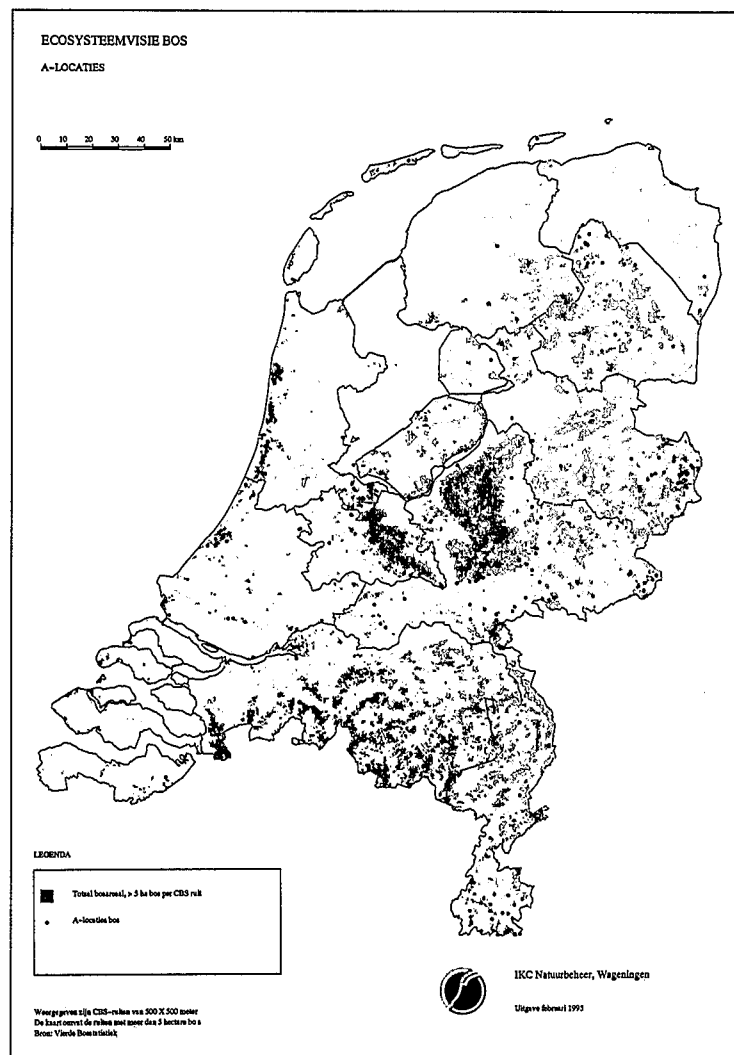 ECOSYSTEEMVISIE BOS
A-LOCATIES
0 10 20 30 40 50 km
LEGENDA
Totaal bosareaal, > 5 ha bos per CBS ruit
A-locaties bos
IKC Natuurbeheer, Wageningen
Uitgave februari 1995
Weergegeven zijn CBS-ruiten van 500 X 500 meter
De kaart omvat de ruiten met meer dan 5 hectare bos
Bron: Vierde Bosstatistiek